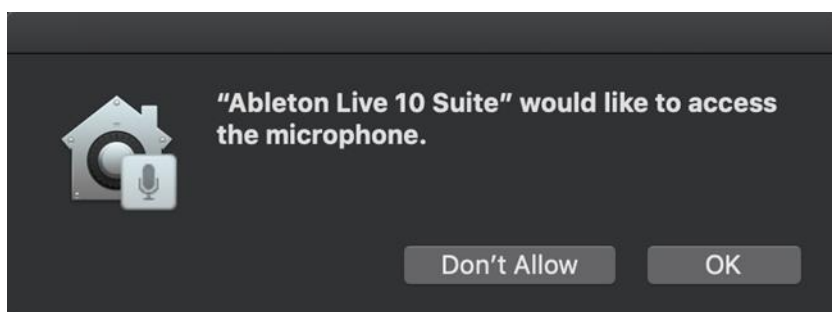 “Ableton Live 10 Suite” would like to access
the microphone.
Don’t Allow
OK